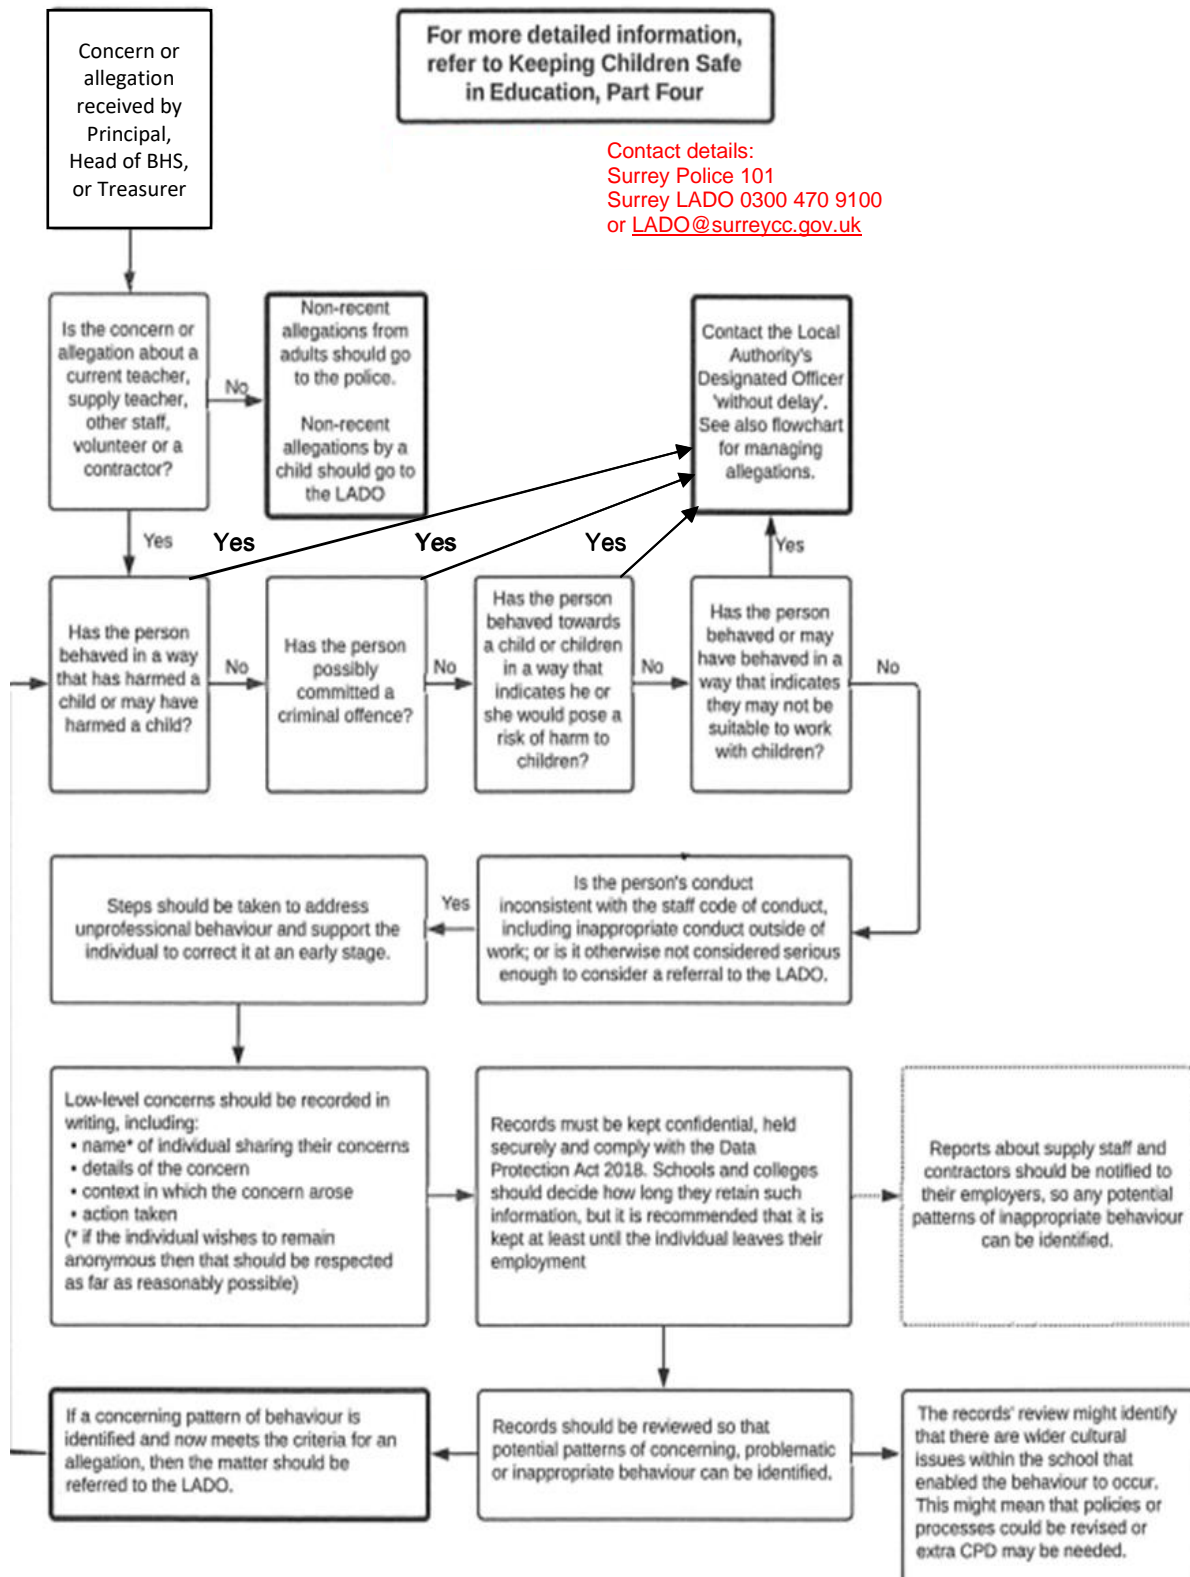 Concern or
allegation
received by
Principal,
Head of BHS,
or Treasurer
For more detailed information,
refer to Keeping Children Safe
in Education, Part Four
Contact details:
Surrey Police 101
Surrey LADO 0300 470 9100
or LADO@surreycc.gov.uk
Is the concern or
allegation about a
current teacher,
supply teacher,
other staff,
volunteer or a
contractor?
No
Non-recent
allegations from
adults should go
to the police.
Non-recent
allegations by a
child should go to
the LADO
Contact the Local
Authority's
Designated Officer
'without delay'.
See also flowchart
for managing
allegations.
Yes
Yes
Yes
Yes
Yes
Has the person
behaved in a way
that has harmed a
child or may have
harmed a child?
No
Has the person
possibly
committed a
criminal offence?
No
Has the person
behaved towards
a child or children
in a way that
indicates he or
she would pose a
risk of harm to
children?
No
Has the person
behaved or may
have behaved in a
way that indicates
they may not be
suitable to work
with children?
No
Steps should be taken to address
unprofessional behaviour and support the
individual to correct it at an early stage.
Yes
Is the person's conduct
inconsistent with the staff code of conduct,
including inappropriate conduct outside of
work; or is it otherwise not considered serious
enough to consider a referral to the LADO.
Low-level concerns should be recorded in
writing, including:
• name* of individual sharing their concerns
• details of the concern
• context in which the concern arose
• action taken
(* if the individual wishes to remain
anonymous then that should be respected
as far as reasonably possible)
Records must be kept confidential, held
securely and comply with the Data
Protection Act 2018. Schools and colleges
should decide how long they retain such
information, but it is recommended that it is
kept at least until the individual leaves their
employment
Reports about supply staff and
contractors should be notified to
their employers, so any potential
patterns of inappropriate behaviour
can be identified.
If a concerning pattern of behaviour is
identified and now meets the criteria for an
allegation, then the matter should be
referred to the LADO.
Records should be reviewed so that
potential patterns of concerning, problematic
or inappropriate behaviour can be identified.
The records' review might identify
that there are wider cultural
issues within the school that
enabled the behaviour to occur.
This might mean that policies or
processes could be revised or
extra CPD may be needed.